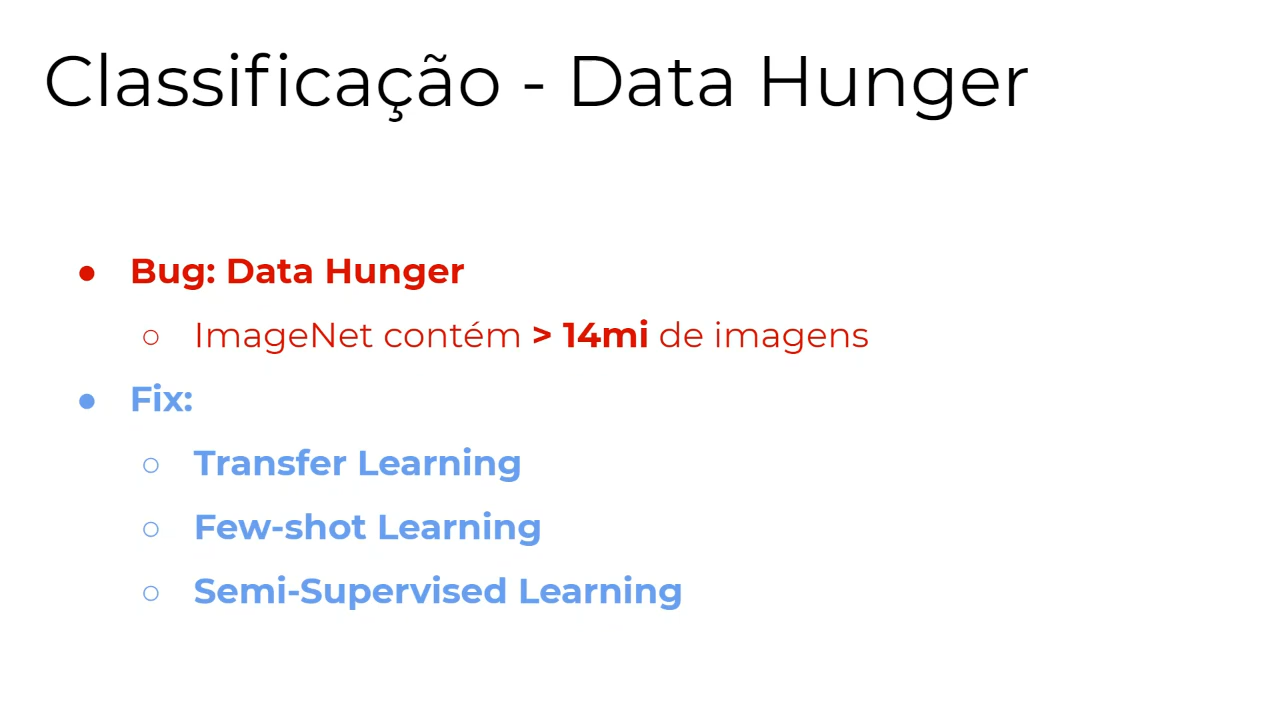 Classificação - Data Hunger
● Bug: Data Hunger
○ ImageNet contém > 14mi de imagens
● Fix:
○ Transfer Learning
○ Few-shot Learning
○ Semi-Supervised Learning